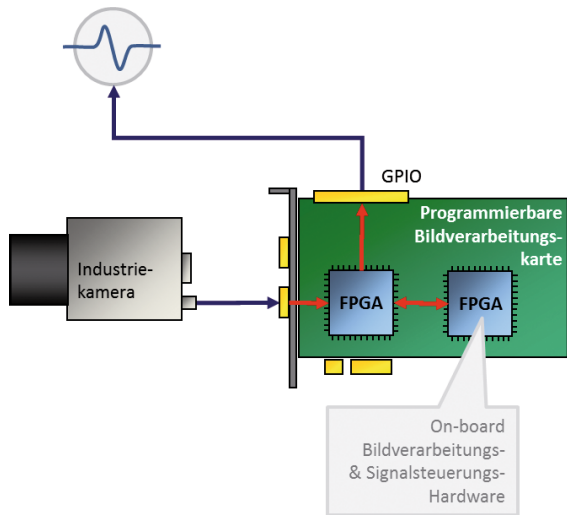 GPIO
Programmierbare
Bildverarbeitungs-
karte
Industrie-
kamera
FPGA
FPGA
On-board
Bildverarbeitungs-
& Signalsteuerungs-
Hardware